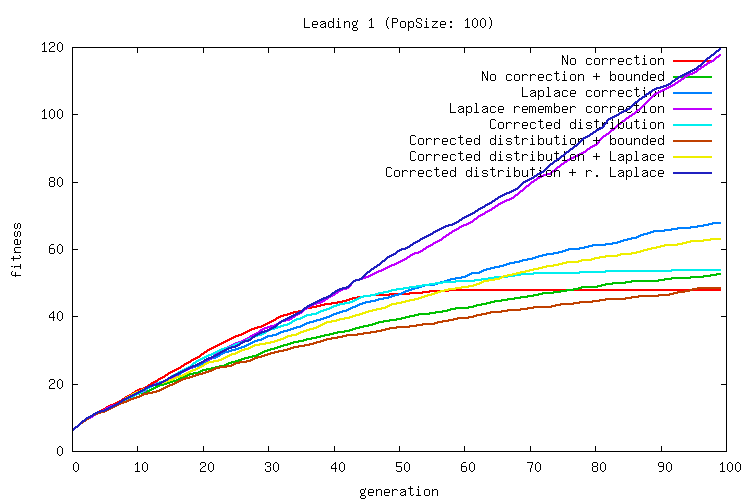 Leading 1 (PopSize: 100)
120
No correction
No correction + bounded
Laplace correction
100
Laplace remember correction
Corrected distribution
Corrected distribution + bounded
Corrected distribution + Laplace
Corrected distribution + r. Laplace
80
60
fitness
40
20
0
0 10 20 30 40 50 60 70 80 90 100
generation